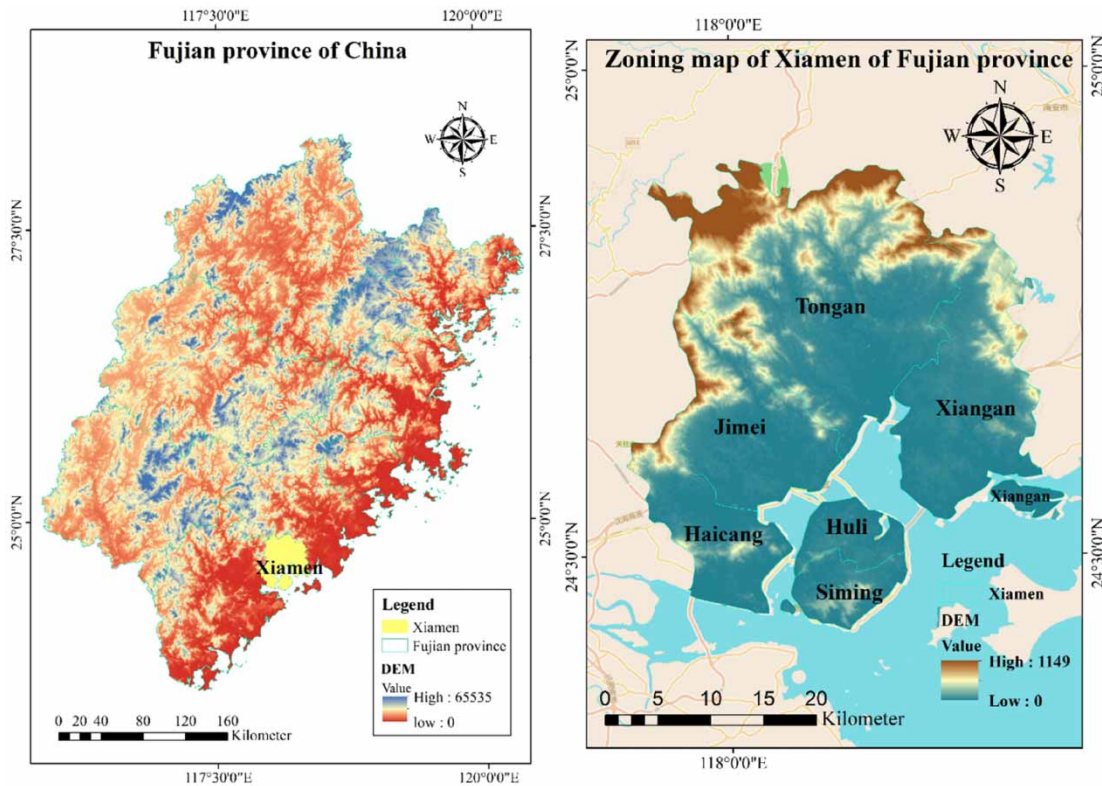 117°30'0"E
120°0'0"E
Fujian province of China
N
W
E
S
27°30'0"N
27°30'0"N
25°0'0"N
25°0'0"N
Xiamen
Legend
Xiamen
Fujian province
DEM
Value
High : 65535
low : 0
0 20 40 80 120 160
Kilometer
117°30'0"E
120°0'0"E
118°0'0"E
Zoning map of Xiamen of Fujian province
25°0'0"N
25°0'0"N
N
W
E
S
Tongan
Xiangan
Jimei
Xiangan
Huli
Haicang
Siming
24°30'0"N
24°30'0"N
Legend
Xiamen
DEM
Value
High : 1149
Low : 0
0 5 10 15 20
Kilometer
118°0'0"E